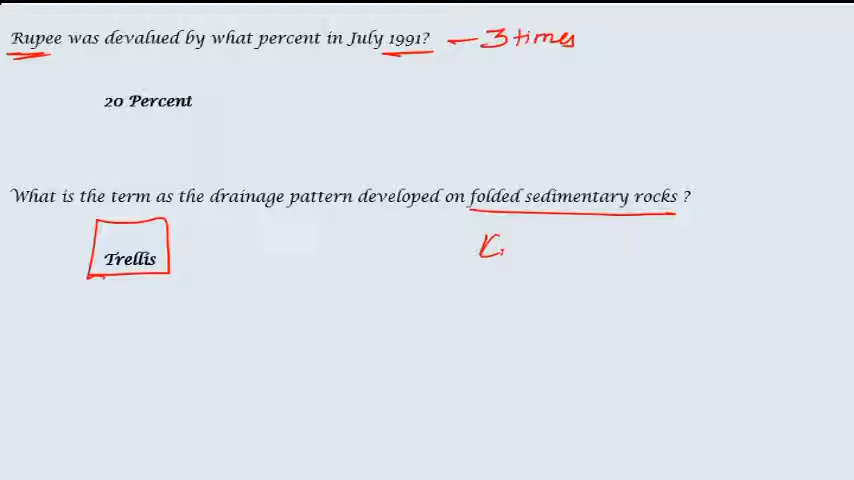 Rupee was devalued by what percent in July 1991? — 3 times
20 Percent
What is the term as the drainage pattern developed on folded sedimentary rocks ?
Trellis